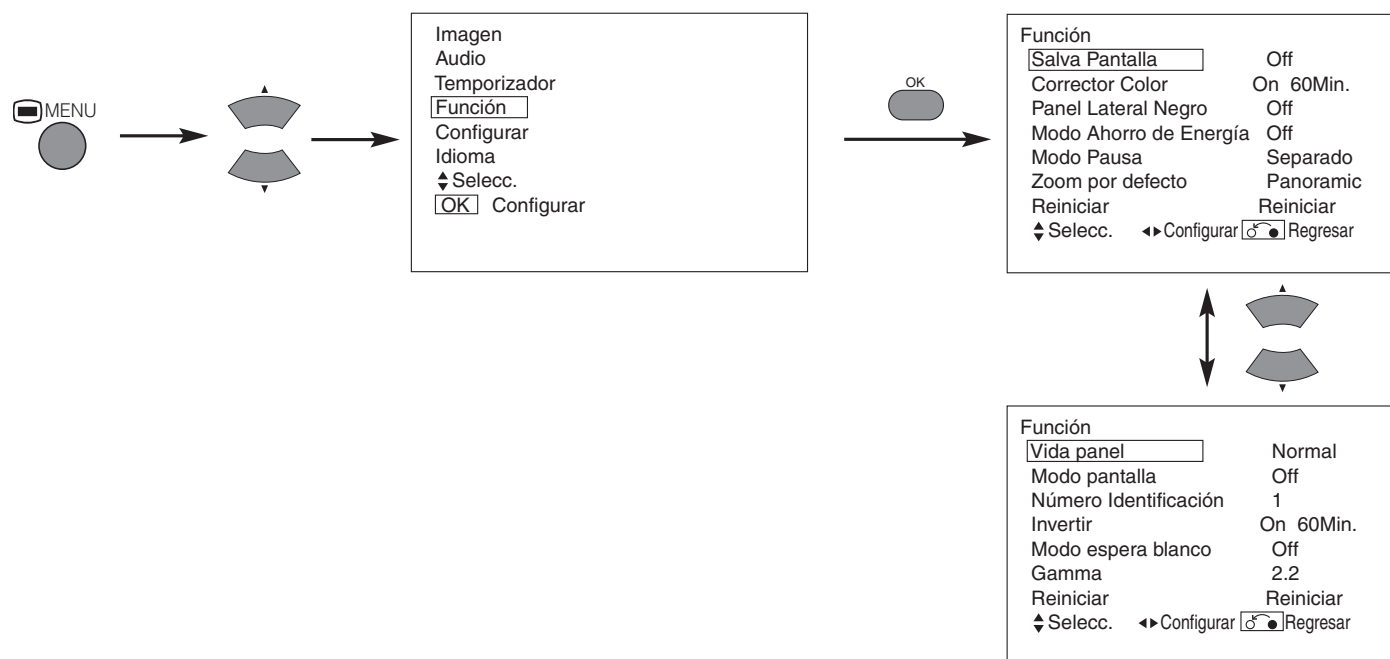 MENU
Imagen
Audio
Temporizador
Función
Configurar
Idioma
Selecc.
OK Configurar
OK
Función
Salva Pantalla Off
Corrector Color On 60Min.
Panel Lateral Negro Off
Modo Ahorro de Energía Off
Modo Pausa Separado
Zoom por defecto Panoramic
Reiniciar Reiniciar
Selecc. Configurar Regresar
Función
Vida panel Normal
Modo pantalla Off
Número Identificación 1
Invertir On 60Min.
Modo espera blanco Off
Gamma 2.2
Reiniciar Reiniciar
Selecc. Configurar Regresar